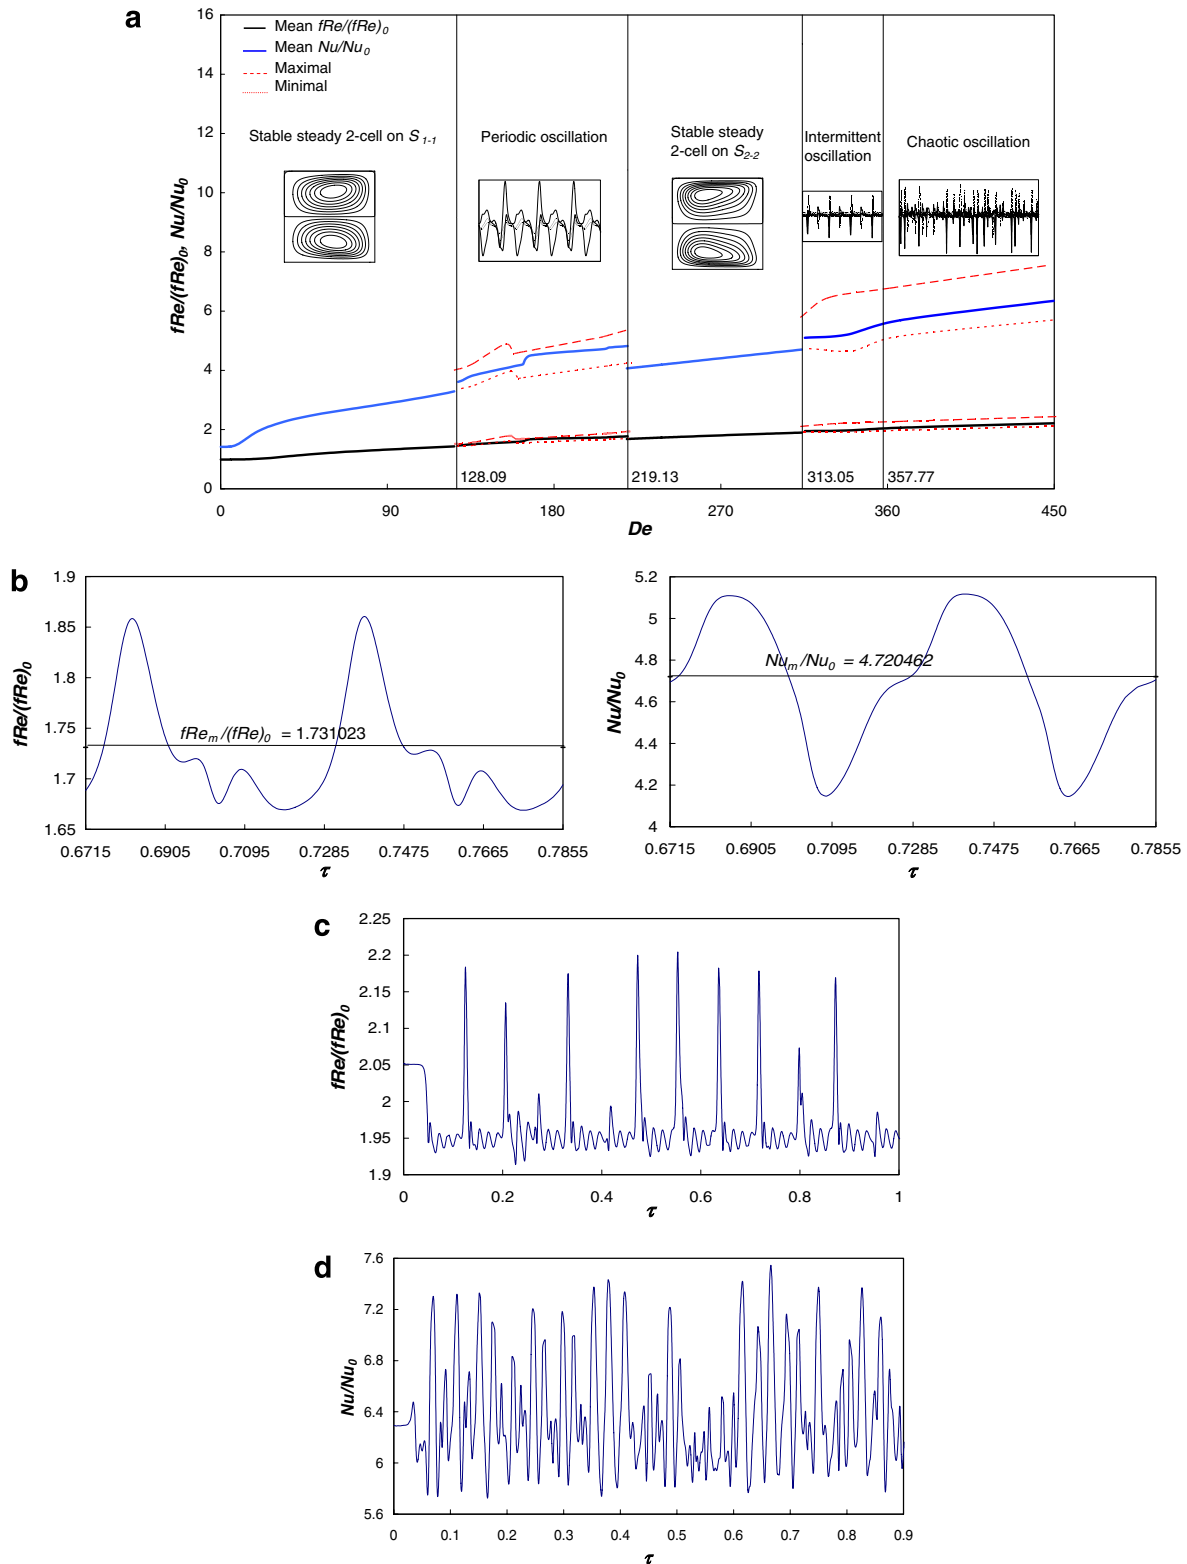 a
16
14
12
10
8
6
4
2
0
fRe/(fRe)0, Nu/Nu0
Mean fRe/(fRe)0
Mean Nu/Nu0
Maximal
Minimal
Stable steady 2-cell on S1-1
Periodic oscillation
Stable steady
2-cell on S2-2
Intermittent
oscillation
Chaotic oscillation
128.09
219.13
313.05
357.77
0
90
180
270
360
450
De
b
1.9
1.85
1.8
1.75
1.7
1.65
fRe/(fRe)0
fRem/(fRe)0 = 1.731023
0.6715
0.6905
0.7095
0.7285
0.7475
0.7665
0.7855
τ
5.2
5
4.8
4.6
4.4
4.2
4
Nu/Nu0
Num/Nu0 = 4.720462
0.6715
0.6905
0.7095
0.7285
0.7475
0.7665
0.7855
τ
c
2.25
2.2
2.15
2.1
2.05
2
1.95
1.9
fRe/(fRe)0
0
0.2
0.4
0.6
0.8
1
τ
d
7.6
7.2
6.8
6.4
6
5.6
Nu/Nu0
0
0.1
0.2
0.3
0.4
0.5
0.6
0.7
0.8
0.9
τ